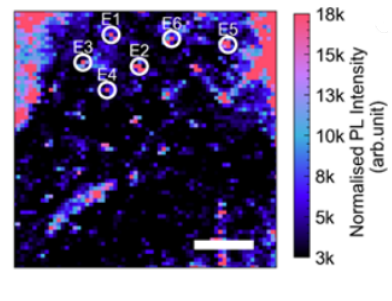 E1
E6
E5
E3
E2
E4
18k
15k
13k
10k
8k
5k
3k
Normalised PL Intensity
(arb.unit)